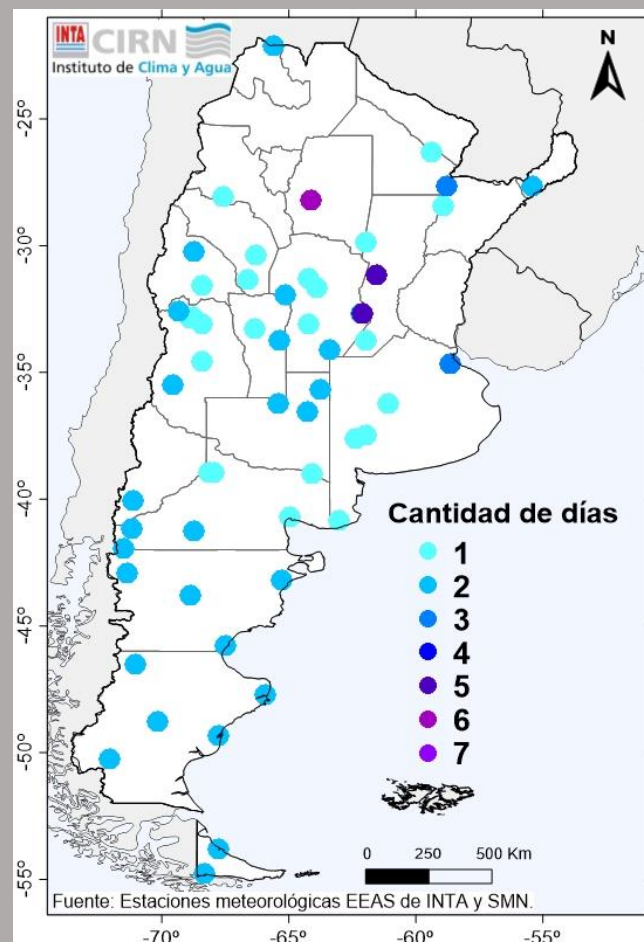 INTA CIRN
Instituto de Clima y Agua
N
-25°
-30°
-35°
-40°
-45°
-50°
-55°
Cantidad de días
1
2
3
4
5
6
7
0 250 500 Km
Fuente: Estaciones meteorológicas EEAS de INTA y SMN.
-70° -65° -60° -55°